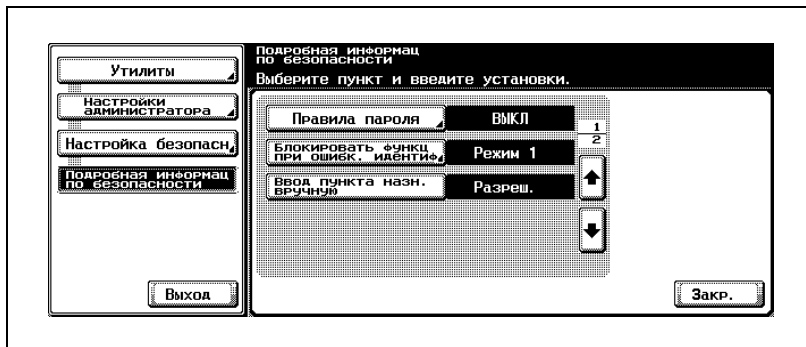 Утилиты
Настройки
администратора
Настройка безопасн.
Подробная информац
по безопасности
Выход
Подробная информац
по безопасности
Выберите пункт и введите установки.
Правила пароля
ВЫКЛ
Блокировать функц
при ошибк. идентиф.
Режим 1
Ввод пункта назн.
вручную
Разреш.
1
2
Закр.